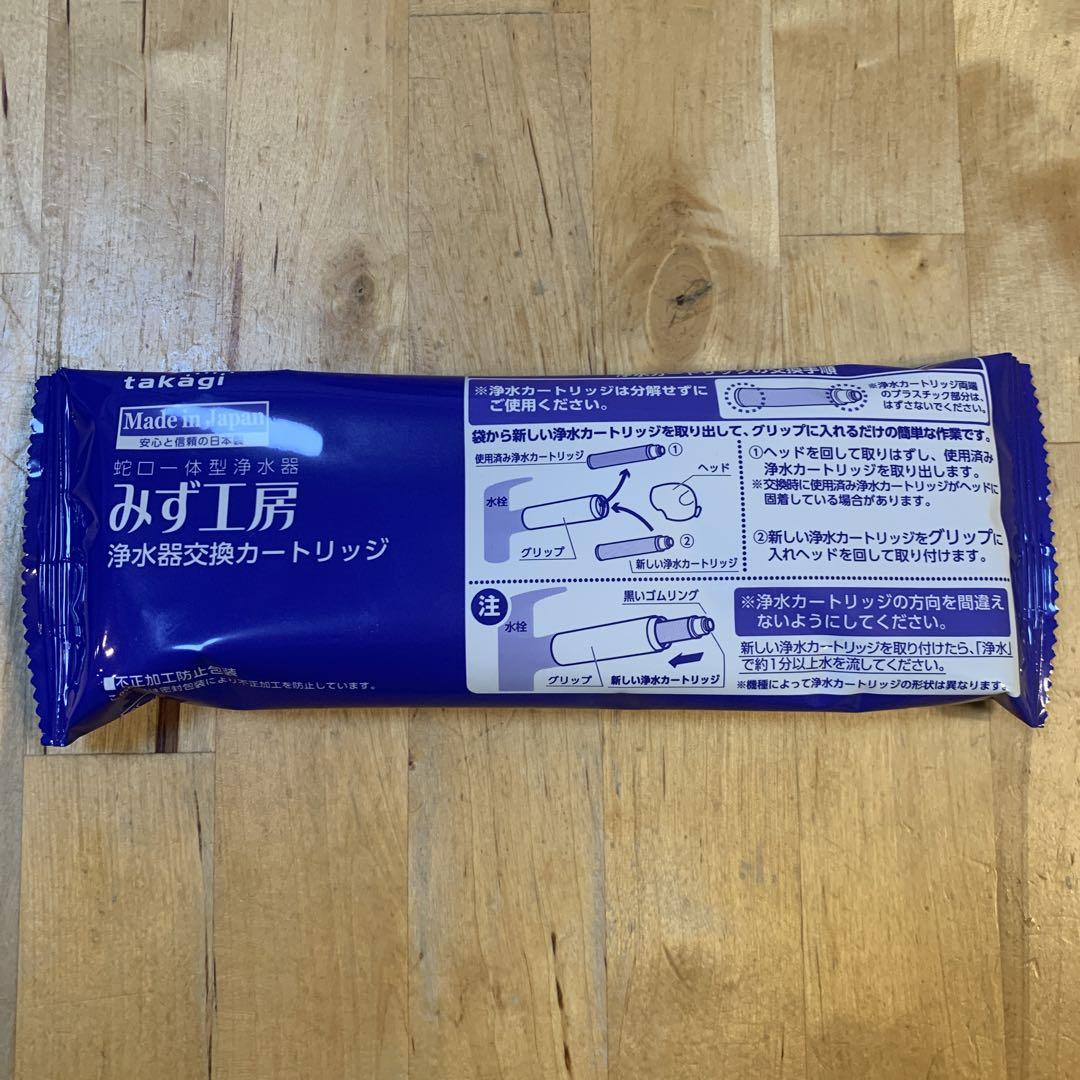 takagi
Made in Japan
安心と信頼の日本製
蛇口一体型浄水器
みず工房
浄水器交換カートリッジ
不正加工防止包装
密封包装により不正加工を防止しています。
※浄水カートリッジは分解せずに
ご使用ください。
※浄水カートリッジ両端
のプラスチック部分は、
はずさないでください。
袋から新しい浄水カートリッジを取り出して、グリップに入れるだけの簡単な作業です。
使用済み浄水カートリッジ
①
ヘッド
水栓
グリップ
②
新しい浄水カートリッジ
①ヘッドを回して取りはずし、使用済み
浄水カートリッジを取り出します。
※交換時に使用済み浄水カートリッジがヘッドに
固着している場合があります。
②新しい浄水カートリッジをグリップに
入れヘッドを回して取り付けます。
注
水栓
黒いゴムリング
グリップ
新しい浄水カートリッジ
※浄水カートリッジの方向を間違え
ないようにしてください。
新しい浄水カートリッジを取り付けたら、「浄水」
で約1分以上水を流してください。
※機種によって浄水カートリッジの形状は異なります。